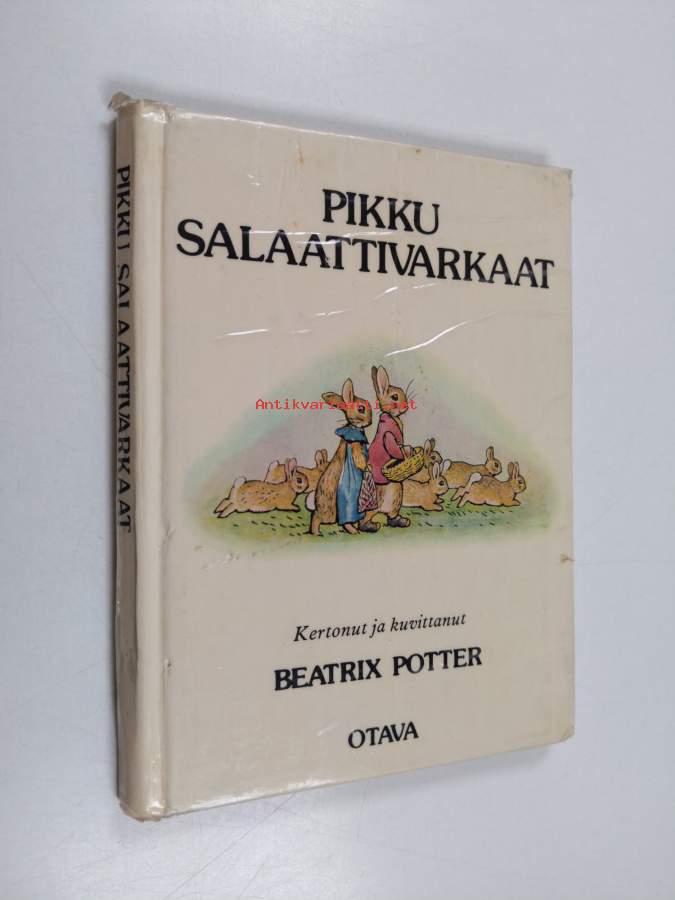 PIKKU SALAATTIVARKAAT
PIKKU
SALAATTIVARKAAT
Antikvariaatti.net
Kertonut ja kuvittanut
BEATRIX POTTER
OTAVA